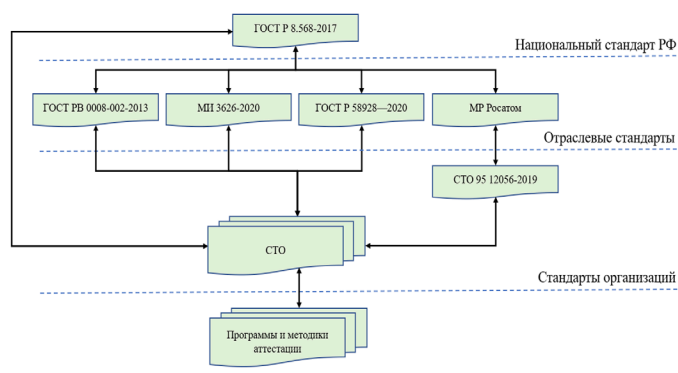 ГОСТ Р 8.568-2017
Национальный стандарт РФ
ГОСТ РВ 0008-002-2013
МИ 3626-2020
ГОСТ Р 58928—2020
МР Росатом
Отраслевые стандарты
СТО 95 12056-2019
СТО
Стандарты организаций
Программы и методики
аттестации